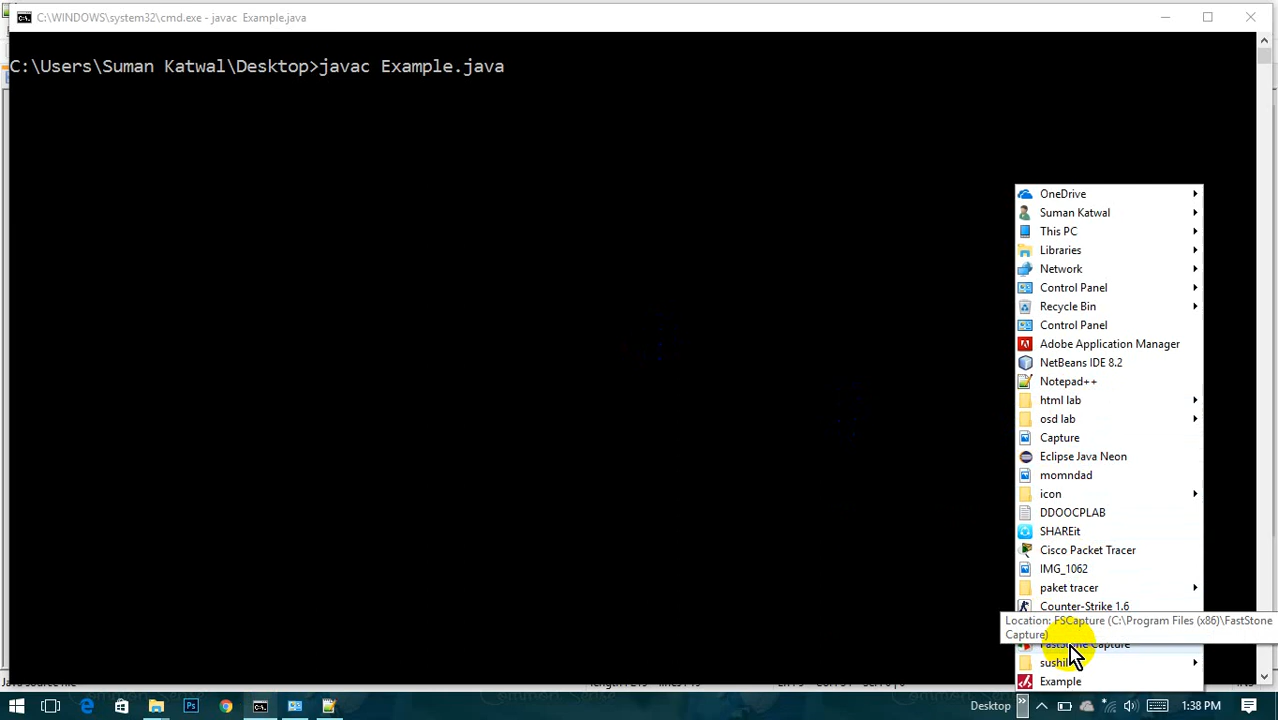 C:\WINDOWS\system32\cmd.exe - javac  Example.java
C:\Users\Suman Katwal\Desktop>javac Example.java
OneDrive
Suman Katwal
This PC
Libraries
Network
Control Panel
Recycle Bin
Control Panel
Adobe Application Manager
NetBeans IDE 8.2
Notepad++
html lab
osd lab
Capture
Eclipse Java Neon
momndad
icon
DDOOCPLAB
SHAREit
Cisco Packet Tracer
IMG_1062
paket tracer
Counter-Strike 1.6
Location: FSCapture (C:\Program Files (x86)\FastStone
Capture)
FastStone Capture
sushil
Example
Desktop
1:38 PM